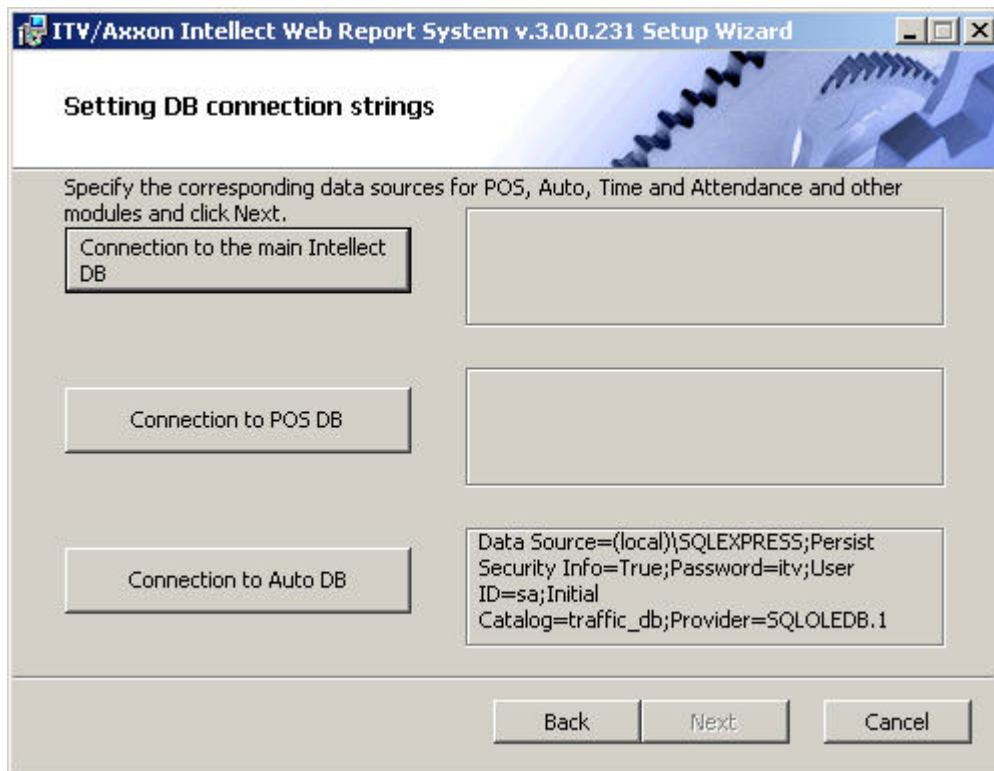 ITV/Axxon Intellect Web Report System v.3.0.0.231 Setup Wizard
Setting DB connection strings
Specify the corresponding data sources for POS, Auto, Time and Attendance and other
modules and click Next.
Connection to the main Intellect
DB
Connection to POS DB
Connection to Auto DB
Data Source=(local)\SQLEXPRESS;Persist
Security Info=True;Password=itv;User
ID=sa;Initial
Catalog=traffic_db;Provider=SQLOLEDB.1
Back
Next
Cancel